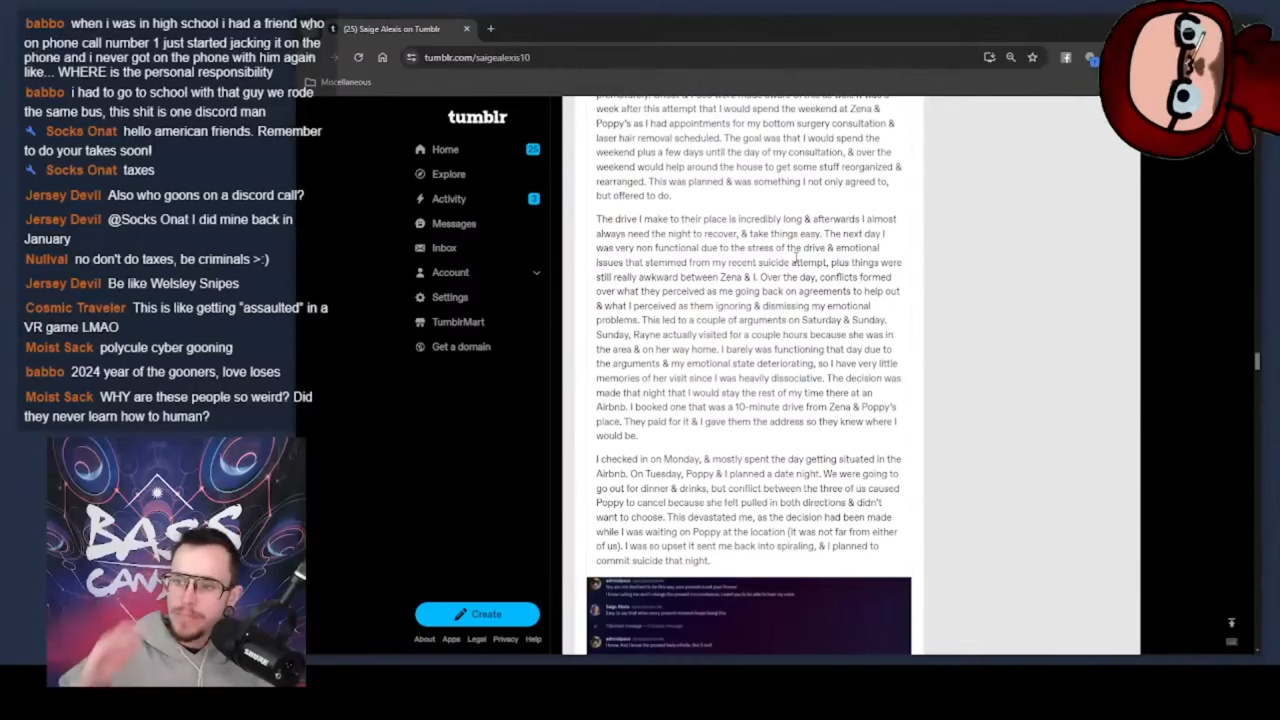 babbo when i was in high school i had a friend who
on phone call number 1 just started jacking it on the
phone and i never got on the phone with him again
like... WHERE is the personal responsibility
babbo i had to go to school with that guy we rode
the same bus, this shit is one discord man
Socks Onat hello american friends. Remember
to do your takes soon!
Socks Onat taxes
Jersey Devil Also who goons on a discord call?
Jersey Devil @Socks Onat I did mine back in
January
Nullval no don't do taxes, be criminals >:)
Jersey Devil Be like Welsley Snipes
Cosmic Traveler This is like getting "assaulted" in a
VR game LMAO
Moist Sack polycule cyber gooning
babbo 2024 year of the gooners, love loses
Moist Sack WHY are these people so weird? Did
they never learn how to human?
BASS
(25) Saige Alexis on Tumblr
tumblr.com/saigealexis10
Miscellaneous
tumblr
Home 25
Explore
Activity 3
Messages
Inbox
Account
Settings
TumblrMart
Get a domain
Create
About Apps Legal Privacy Help
week after this attempt that I would spend the weekend at Zena &
Poppy's as I had appointments for my bottom surgery consultation &
laser hair removal scheduled. The goal was that I would spend the
weekend plus a few days until the day of my consultation, & over the
weekend would help around the house to get some stuff reorganized &
rearranged. This was planned & was something I not only agreed to,
but offered to do.
The drive I make to their place is incredibly long & afterwards I almost
always need the night to recover, & take things easy. The next day I
was very non functional due to the stress of the drive & emotional
issues that stemmed from my recent suicide attempt, plus things were
still really awkward between Zena & I. Over the day, conflicts formed
over what they perceived as me going back on agreements to help out
& what I perceived as them ignoring & dismissing my emotional
problems. This led to a couple of arguments on Saturday & Sunday.
Sunday, Rayne actually visited for a couple hours because she was in
the area & on her way home. I barely was functioning that day due to
the arguments & my emotional state deteriorating, so I have very little
memories of her visit since I was heavily dissociative. The decision was
made that night that I would stay the rest of my time there at an
Airbnb. I booked one that was a 10-minute drive from Zena & Poppy's
place. They paid for it & I gave them the address so they knew where I
would be.
I checked in on Monday, & mostly spent the day getting situated in the
Airbnb. On Tuesday, Poppy & I planned a date night. We were going to
go out for dinner & drinks, but conflict between the three of us caused
Poppy to cancel because she felt pulled in both directions & didn't
want to choose. This devastated me, as the decision had been made
while I was waiting on Poppy at the location (it was not far from either
of us). I was so upset it sent me back into spiraling, & I planned to
commit suicide that night.
Saige Alexis
SHURE